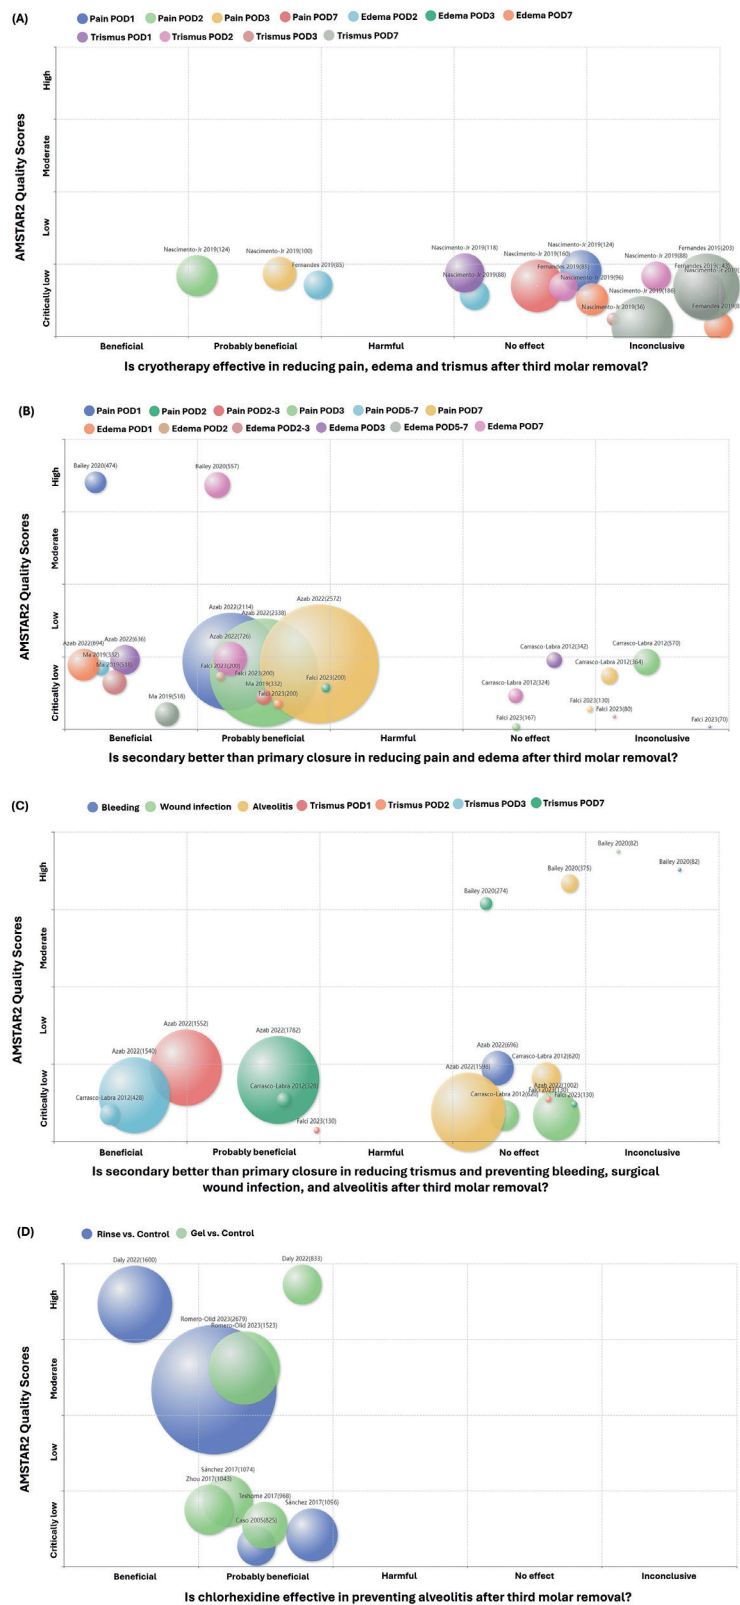 (A)
Pain POD1 Pain POD2 Pain POD3 Pain POD7 Edema POD2 Edema POD3 Edema POD7
Trismus POD1 Trismus POD2 Trismus POD3 Trismus POD7
AMSTAR2 Quality Scores
High
Moderate
Low
Critically low
Nascimento-Jr 2019(124)
Nascimento-Jr 2019(100)
Fernandes 2019(85)
Nascimento-Jr 2019(118)
Nascimento-Jr 2019(88)
Nascimento-Jr 2019(124)
Nascimento-Jr 2019(160)
Fernandes 2019(81)
Nascimento-Jr 2019(96)
Nascimento-Jr 2019(36)
Nascimento-Jr 2019(88)
Nascimento-Jr 2019(186)
Fernandes 2019(203)
Beneficial Probably beneficial Harmful No effect Inconclusive
Is cryotherapy effective in reducing pain, edema and trismus after third molar removal?
(B)
Pain POD1 Pain POD2 Pain POD2-3 Pain POD3 Pain POD5-7 Pain POD7
Edema POD1 Edema POD2 Edema POD2-3 Edema POD3 Edema POD5-7 Edema POD7
AMSTAR2 Quality Scores
High
Moderate
Low
Critically low
Bailey 2020(474)
Bailey 2020(557)
Azab 2022(2572)
Azab 2022(2114)
Azab 2022(2338)
Azab 2022(694)
Azab 2022(636)
Azab 2022(726)
Ma 2019(332)
Ma 2019(518)
Falci 2023(200)
Falci 2023(200)
Falci 2023(200)
Ma 2019(332)
Falci 2023(200)
Ma 2019(518)
Carrasco-Labra 2012(342)
Carrasco-Labra 2012(570)
Carrasco-Labra 2012(364)
Carrasco-Labra 2012(324)
Falci 2023(130)
Falci 2023(80)
Falci 2023(167)
Falci 2023(70)
Beneficial Probably beneficial Harmful No effect Inconclusive
Is secondary better than primary closure in reducing pain and edema after third molar removal?
(C)
Bleeding Wound infection Alveolitis Trismus POD1 Trismus POD2 Trismus POD3 Trismus POD7
AMSTAR2 Quality Scores
High
Moderate
Low
Critically low
Bailey 2020(82)
Bailey 2020(82)
Bailey 2020(375)
Bailey 2020(274)
Azab 2022(1552)
Azab 2022(1782)
Azab 2022(1540)
Carrasco-Labra 2012(428)
Carrasco-Labra 2012(328)
Falci 2023(130)
Azab 2022(696)
Carrasco-Labra 2012(620)
Azab 2022(1598)
Azab 2022(1002)
Carrasco-Labra 2012(620)
Falci 2023(130)
Falci 2023(130)
Beneficial Probably beneficial Harmful No effect Inconclusive
Is secondary better than primary closure in reducing trismus and preventing bleeding, surgical
wound infection, and alveolitis after third molar removal?
(D)
Rinse vs. Control Gel vs. Control
AMSTAR2 Quality Scores
High
Moderate
Low
Critically low
Daly 2022(1600)
Daly 2022(833)
Romero-Olid 2023(2679)
Romero-Olid 2023(1523)
Sánchez 2017(1074)
Zhou 2017(1043)
Teshome 2017(968)
Sánchez 2017(1056)
Caso 2005(825)
Beneficial Probably beneficial Harmful No effect Inconclusive
Is chlorhexidine effective in preventing alveolitis after third molar removal?